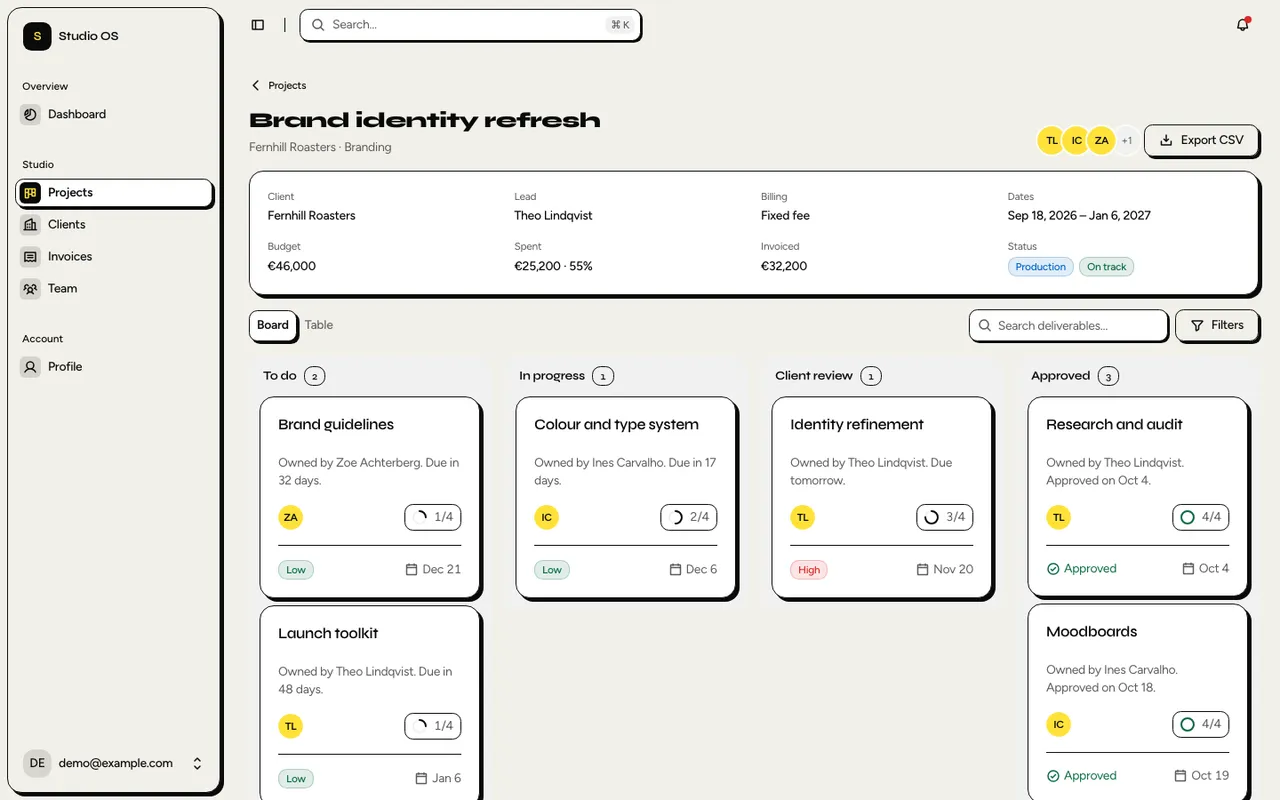 S
Studio OS
Overview
Dashboard
Studio
Projects
Clients
Invoices
Team
Account
Profile
DE
demo@example.com
Search...
⌘ K
Projects
Brand identity refresh
Fernhill Roasters · Branding
TL
IC
ZA
+1
Export CSV
Client
Fernhill Roasters
Lead
Theo Lindqvist
Billing
Fixed fee
Dates
Sep 18, 2026 – Jan 6, 2027
Budget
€46,000
Spent
€25,200 · 55%
Invoiced
€32,200
Status
Production
On track
Board
Table
Search deliverables...
Filters
To do
2
Brand guidelines
Owned by Zoe Achterberg. Due in
32 days.
ZA
1/4
Low
Dec 21
Launch toolkit
Owned by Theo Lindqvist. Due in
48 days.
TL
1/4
Low
Jan 6
In progress
1
Colour and type system
Owned by Ines Carvalho. Due in 17
days.
IC
2/4
Low
Dec 6
Client review
1
Identity refinement
Owned by Theo Lindqvist. Due
tomorrow.
TL
3/4
High
Nov 20
Approved
3
Research and audit
Owned by Theo Lindqvist.
Approved on Oct 4.
TL
4/4
Approved
Oct 4
Moodboards
Owned by Ines Carvalho.
Approved on Oct 18.
IC
4/4
Approved
Oct 19